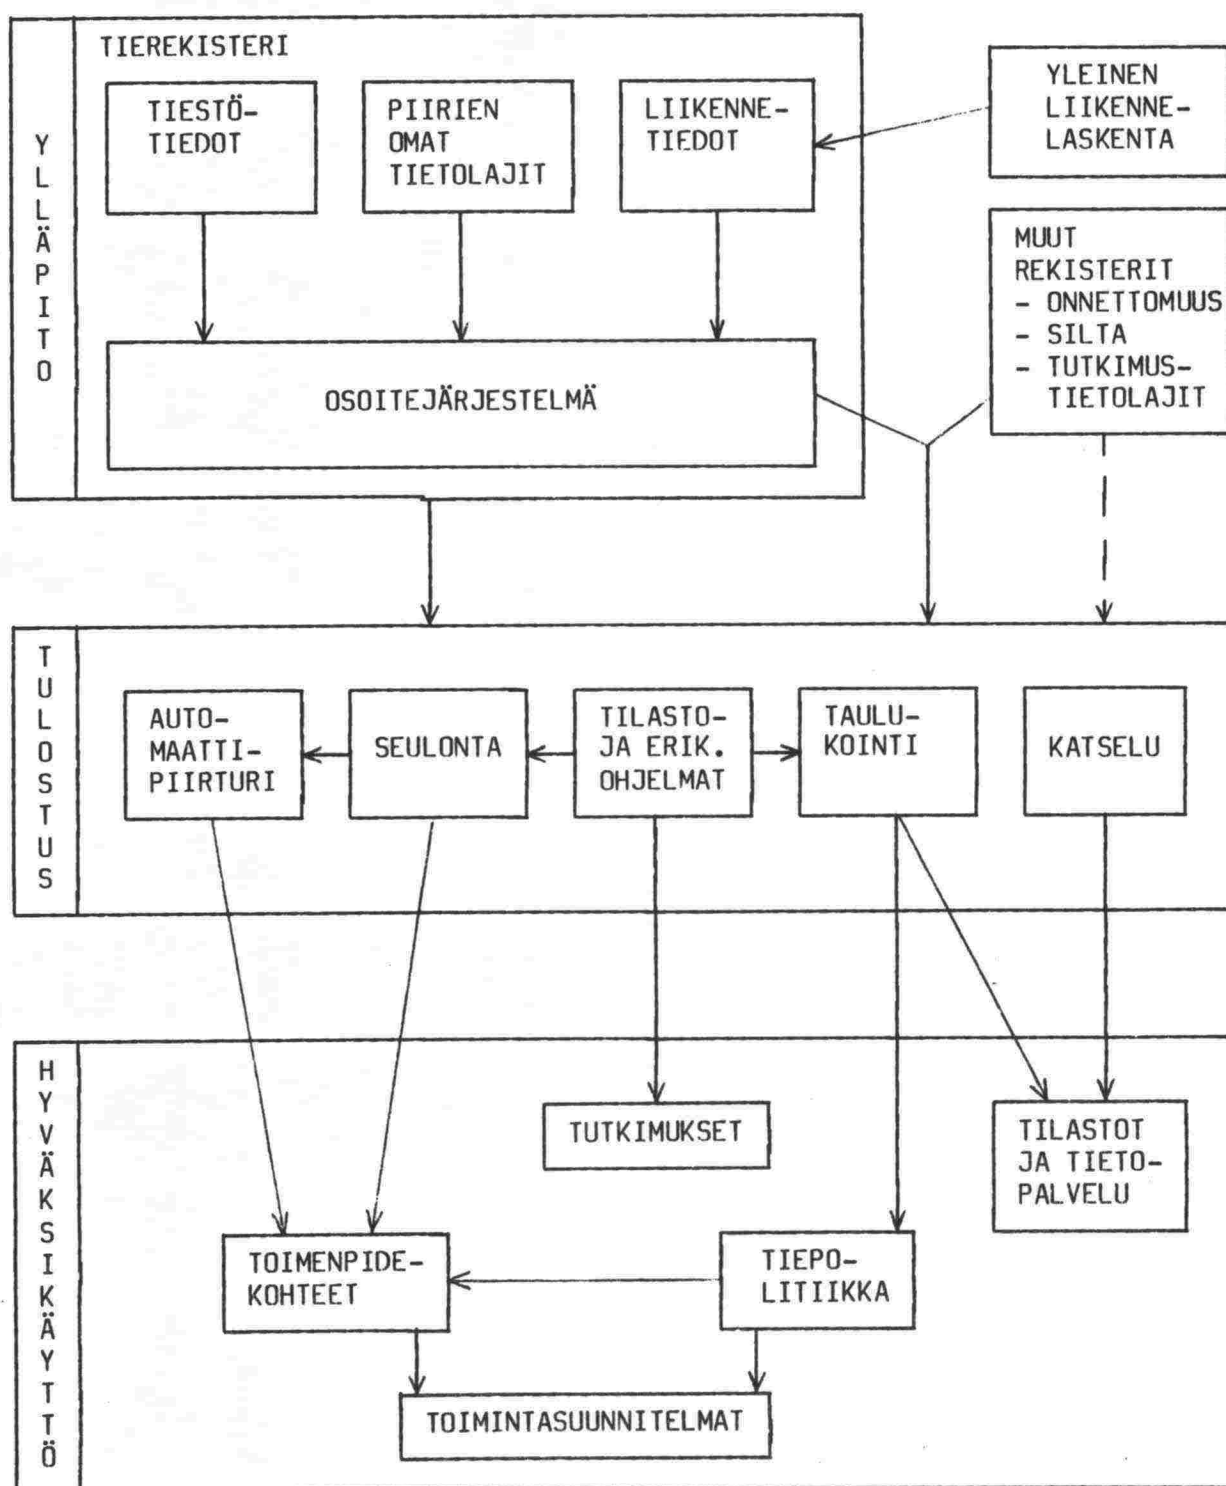 YLLÄPITO
TIEREKISTERI
TIESTÖ-
TIEDOT
PIIRIEN
OMAT
TIETOLAJIT
LIIKENNE-
TIEDOT
YLEINEN
LIIKENNE-
LASKENTA
MUUT
REKISTERIT
- ONNETTOMUUS
- SILTA
- TUTKIMUS-
TIETOLAJIT
OSOITEJÄRJESTELMÄ
TULOSTUS
AUTO-
MAATTI-
PIIRTURI
SEULONTA
TILASTO-
JA ERIK.
OHJELMAT
TAULU-
KOINTI
KATSELU
HYVÄKSIKÄYTTÖ
TUTKIMUKSET
TILASTOT
JA TIETO-
PALVELU
TOIMENPIDE-
KOHTEET
TIEPO-
LITIIKKA
TOIMINTASUUNNITELMAT